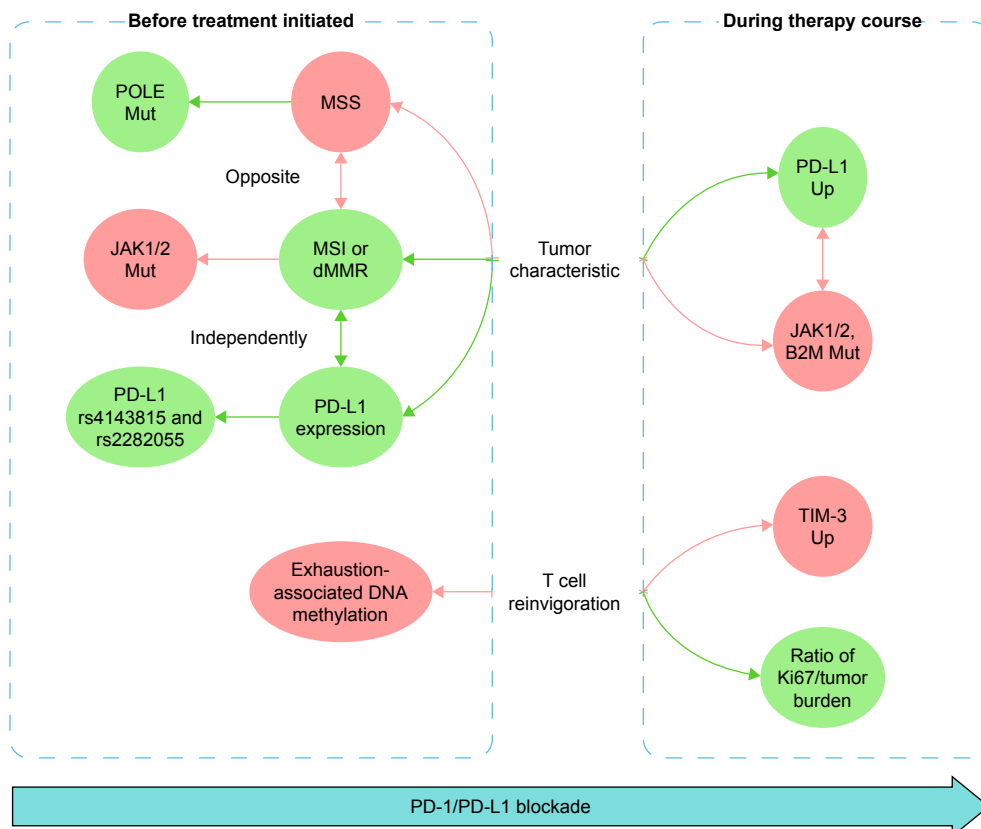 Before treatment initiated
During therapy course
POLE
Mut
MSS
Opposite
PD-L1
Up
JAK1/2
Mut
MSI or
dMMR
Tumor
characteristic
Independently
JAK1/2,
B2M Mut
PD-L1
rs4143815 and
rs2282055
PD-L1
expression
TIM-3
Up
Exhaustion-
associated DNA
methylation
T cell
reinvigoration
Ratio of
Ki67/tumor
burden
PD-1/PD-L1 blockade